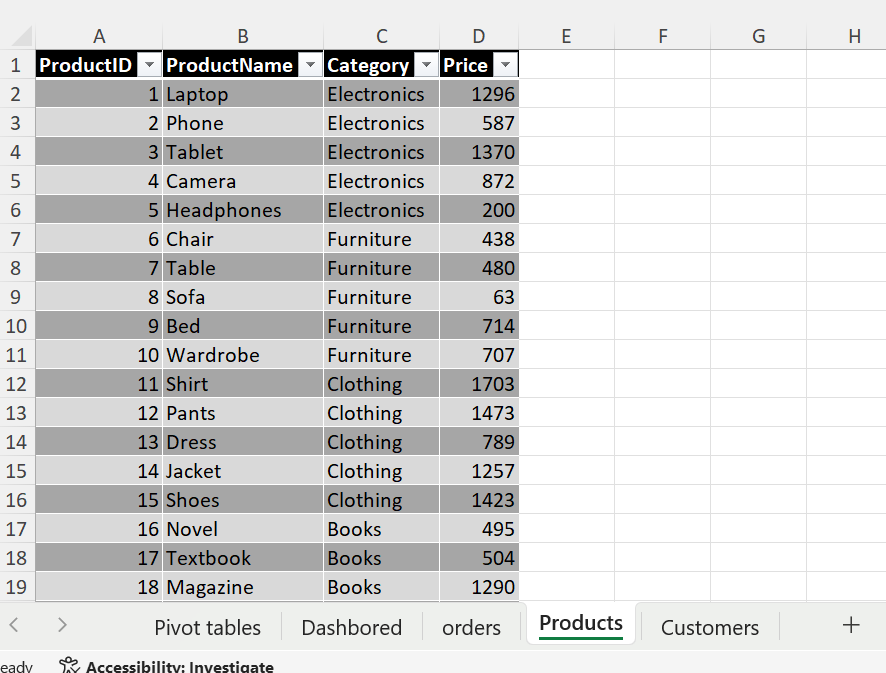 A B C D E F G H
1 ProductID ProductName Category Price
2 1 Laptop Electronics 1296
3 2 Phone Electronics 587
4 3 Tablet Electronics 1370
5 4 Camera Electronics 872
6 5 Headphones Electronics 200
7 6 Chair Furniture 438
8 7 Table Furniture 480
9 8 Sofa Furniture 63
10 9 Bed Furniture 714
11 10 Wardrobe Furniture 707
12 11 Shirt Clothing 1703
13 12 Pants Clothing 1473
14 13 Dress Clothing 789
15 14 Jacket Clothing 1257
16 15 Shoes Clothing 1423
17 16 Novel Books 495
18 17 Textbook Books 504
19 18 Magazine Books 1290
Pivot tables Dashbored orders Products Customers +
eady Accessibility: Investigate